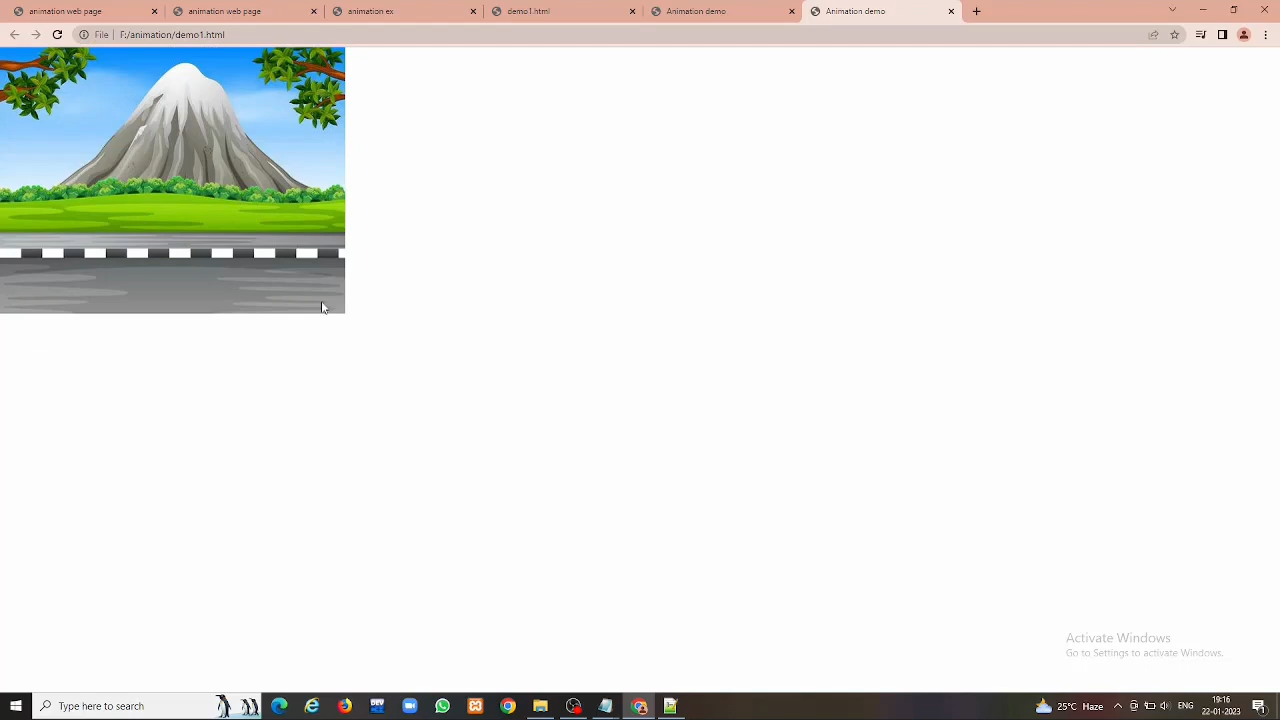 animation web page
animation web page
animation ex
demo1.html
Animation demo
Animation demo
File
F:/animation/demo1.html
Activate Windows
Go to Settings to activate Windows.
Type here to search
25°C Haze
ENG
19:16
22-01-2023